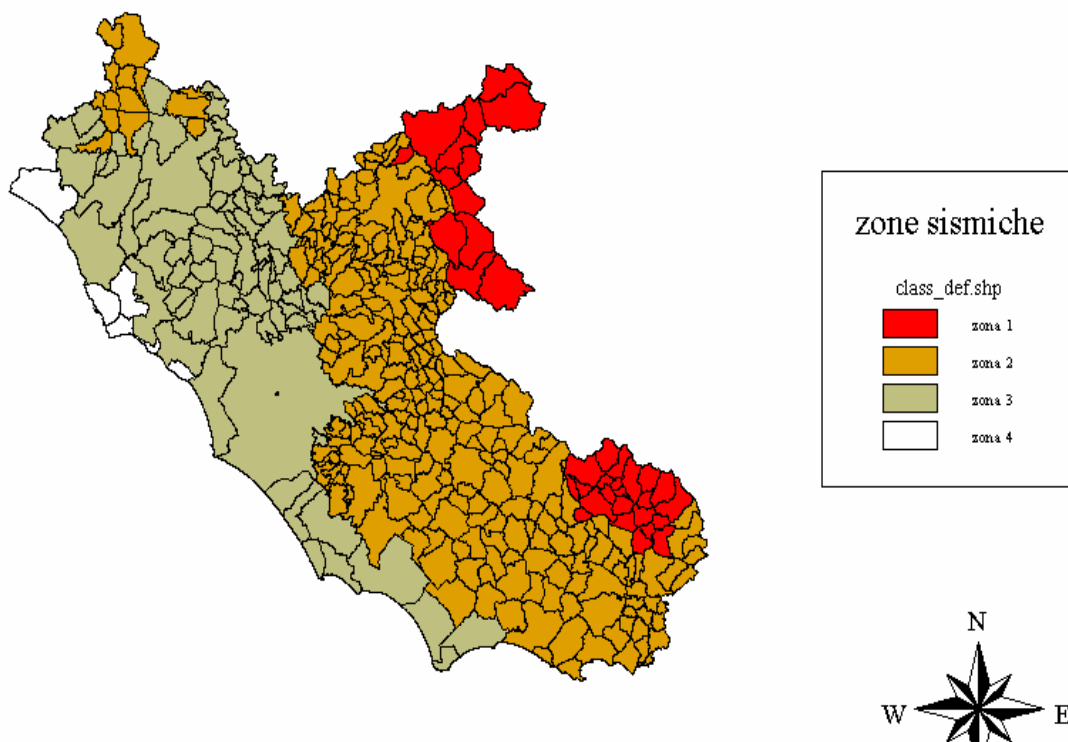 zone sismiche
class_def.shp
zona 1
zona 2
zona 3
zona 4
N
W E